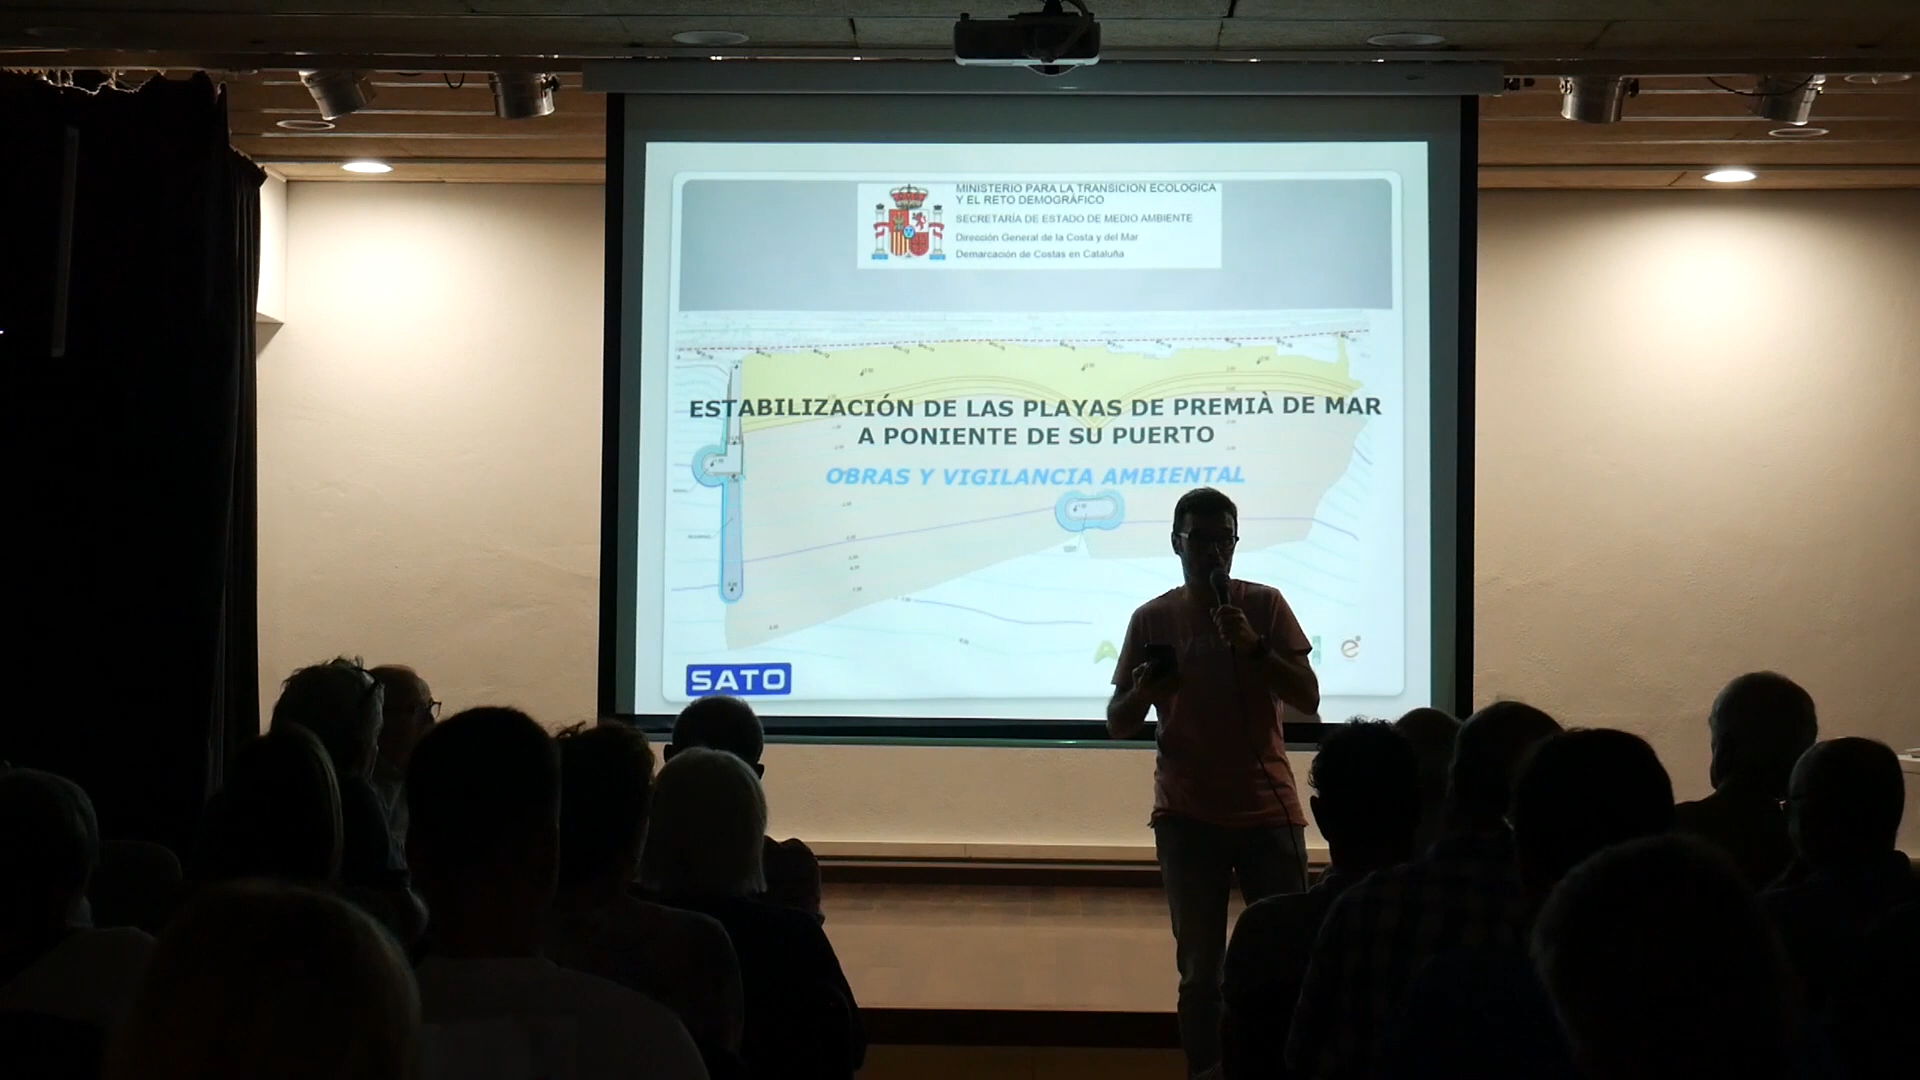 MINISTERIO PARA LA TRANSICION ECOLOGICA
Y EL RETO DEMOGRÁFICO
SECRETARÍA DE ESTADO DE MEDIO AMBIENTE
Dirección General de la Costa y del Mar
Demarcación de Costas en Cataluña
ESTABILIZACIÓN DE LAS PLAYAS DE PREMIÀ DE MAR
A PONIENTE DE SU PUERTO
OBRAS Y VIGILANCIA AMBIENTAL
SATO